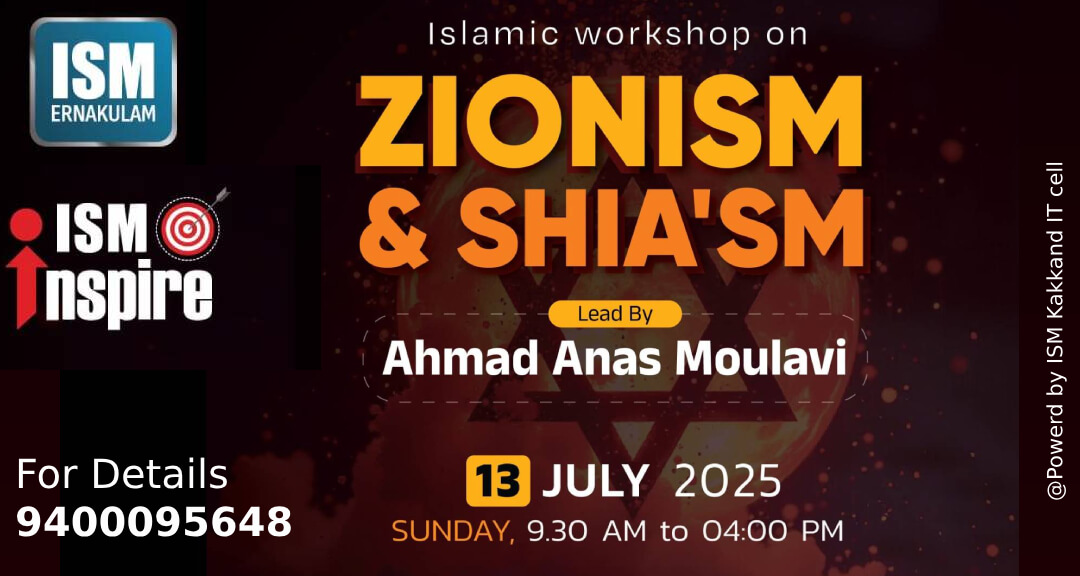 ISM
ERNAKULAM
ISM
inspire
Islamic workshop on
ZIONISM
& SHIA'SM
Lead By
Ahmad Anas Moulavi
13 JULY 2025
SUNDAY, 9.30 AM to 04:00 PM
For Details
9400095648
@Powerd by ISM Kakkand IT cell